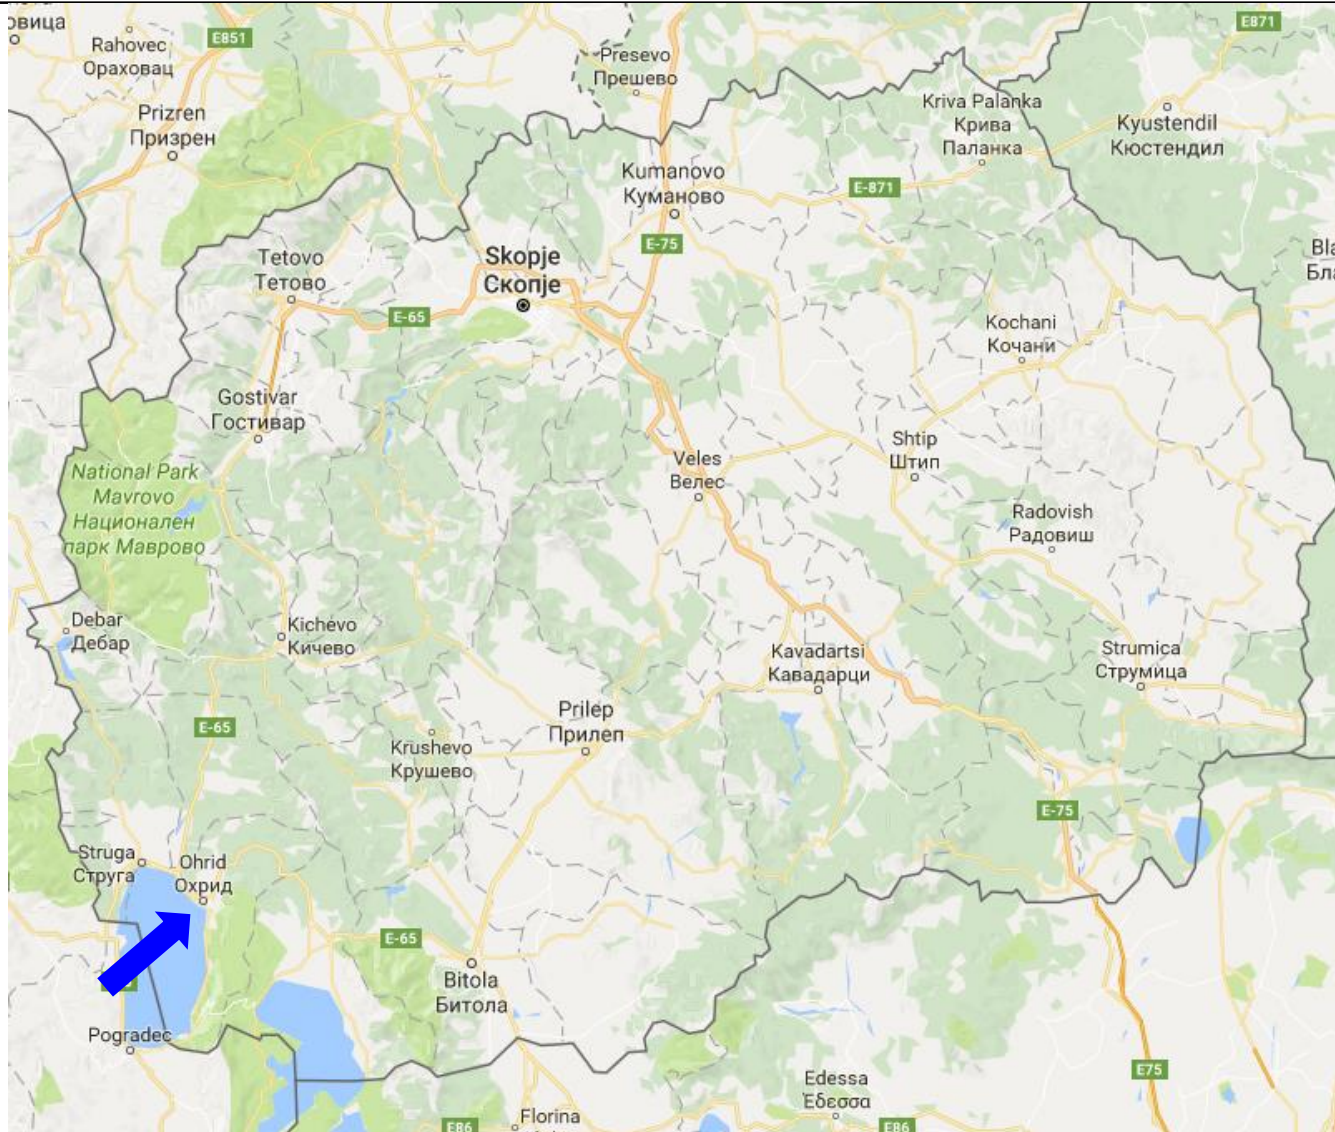 овица
E851
E871
Rahovec
Ораховац
Presevo
Прешево
Prizren
Призрен
Kriva Palanka
Крива
Паланка
Kyustendil
Кюстендил
Kumanovo
Куманово
E-871
E-75
Tetovo
Тетово
Skopje
Скопје
E-65
Kochani
Кочани
Gostivar
Гостивар
Shtip
Штип
Veles
Велес
National Park
Mavrovo
Национален
парк Маврово
Radovish
Радовиш
Debar
Дебар
Kichevo
Кичево
Kavadartsi
Кавадарци
Strumica
Струмица
E-65
Prilep
Прилеп
Krushevo
Крушево
E-75
Struga
Струга
Ohrid
Охрид
E-65
Bitola
Битола
Pogradec
E75
Edessa
Έδεσσα
Florina
E86
E86